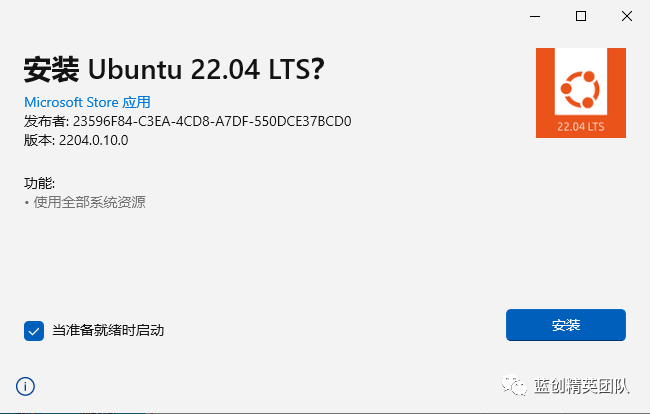 安装 Ubuntu 22.04 LTS?
Microsoft Store 应用
发布者: 23596F84-C3EA-4CD8-A7DF-550DCE37BCD0
版本: 2204.0.10.0
22.04 LTS
功能:
• 使用全部系统资源
当准备就绪时启动
安装
蓝创精英团队